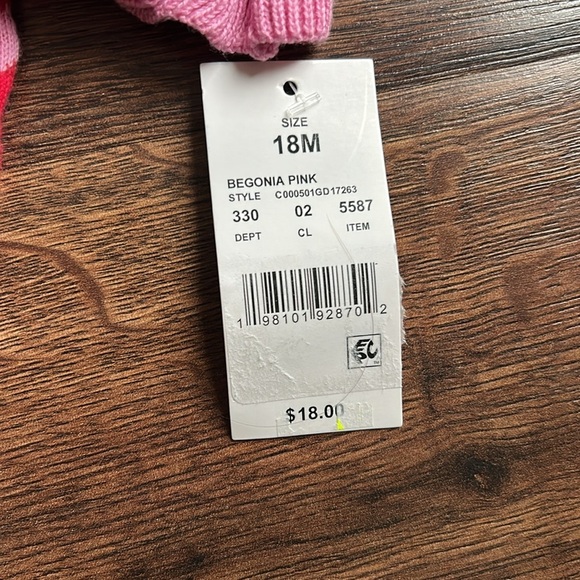 SIZE
18M
BEGONIA PINK
STYLE C000501GD17263
330 02 5587
DEPT CL ITEM
1 98101 92870 2
$18.00